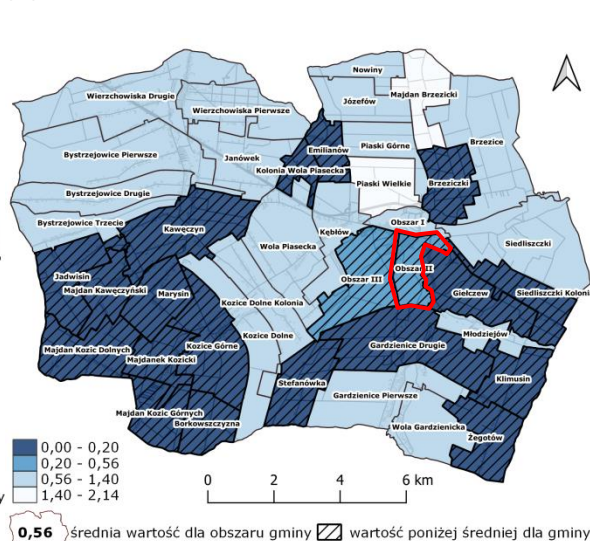 Nowiny
Wierzchowiska Drugie
Majdan Brzezicki
Józefów
Wierzchowiska Pierwsze
Brzezice
Emilianów
Piaski Górne
Bystrzejowice Pierwsze
Janówek
Kolonia Wola Piasecka
Piaski Wielkie
Brzeziczki
Bystrzejowice Drugie
Bystrzejowice Trzecie
Kawęczyn
Kębłów
Obszar I
Wola Piasecka
Siedliszczki
Jadwisin
Obszar III
Obszar II
Majdan Kawęczyński
Marysin
Giełczew
Siedliszczki Kolonia
Kozice Dolne Kolonia
Młodziejów
Kozice Dolne
Majdan Kozic Dolnych
Kozice Górne
Gardzienice Drugie
Majdanek Kozicki
Stefanówka
Klimusin
Gardzienice Pierwsze
Majdan Kozic Górnych
Borkowszczyzna
Wola Gardzienicka
Żegotów
0,00 - 0,20
0,20 - 0,56
0,56 - 1,40
1,40 - 2,14
0 2 4 6 km
0,56 średnia wartość dla obszaru gminy wartość poniżej średniej dla gminy